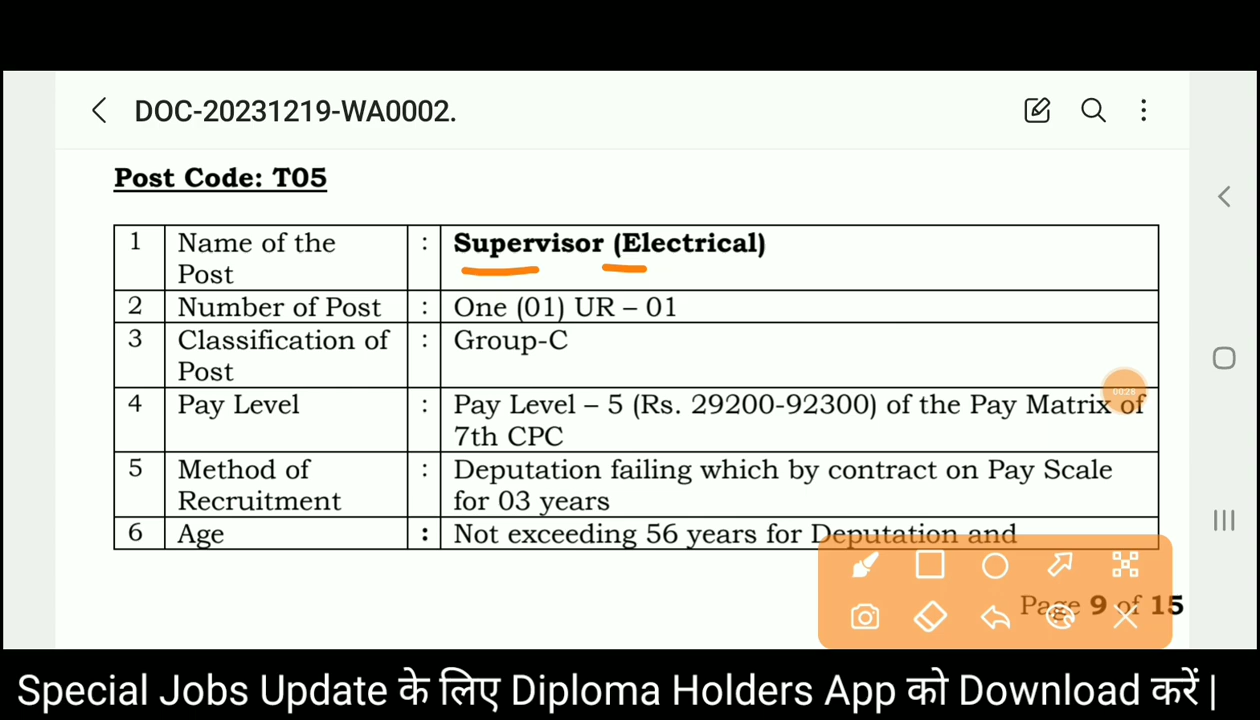 DOC-20231219-WA0002.
Post Code: T05
1 Name of the Post : Supervisor (Electrical)
2 Number of Post : One (01) UR – 01
3 Classification of Post : Group-C
00:28
4 Pay Level : Pay Level – 5 (Rs. 29200-92300) of the Pay Matrix of
7th CPC
5 Method of Recruitment : Deputation failing which by contract on Pay Scale
for 03 years
6 Age : Not exceeding 56 years for Deputation and
Page 9 of 15
Special Jobs Update के लिए Diploma Holders App को Download करें |